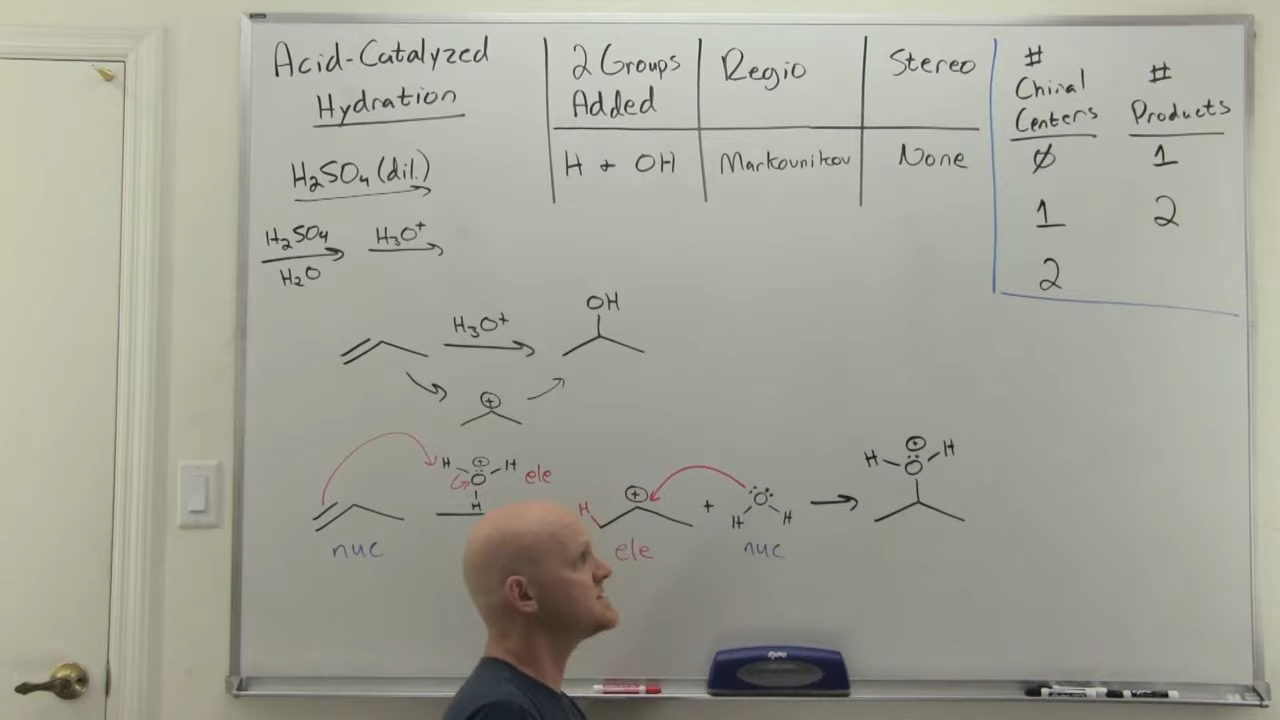 Acid-Catalyzed
Hydration
H₂SO₄ (dil.)
H₂SO₄
H₂O
H₃O⁺
2 Groups
Added
Regio
Stereo
H + OH
Markovnikov
None
#
Chiral
Centers
#
Products
∅
1
1
2
2
H₃O⁺
OH
+
H
+
O
H
H
ele
nuc
H
+
ele
+
O
H
H
nuc
H
+
O
H
EXPO